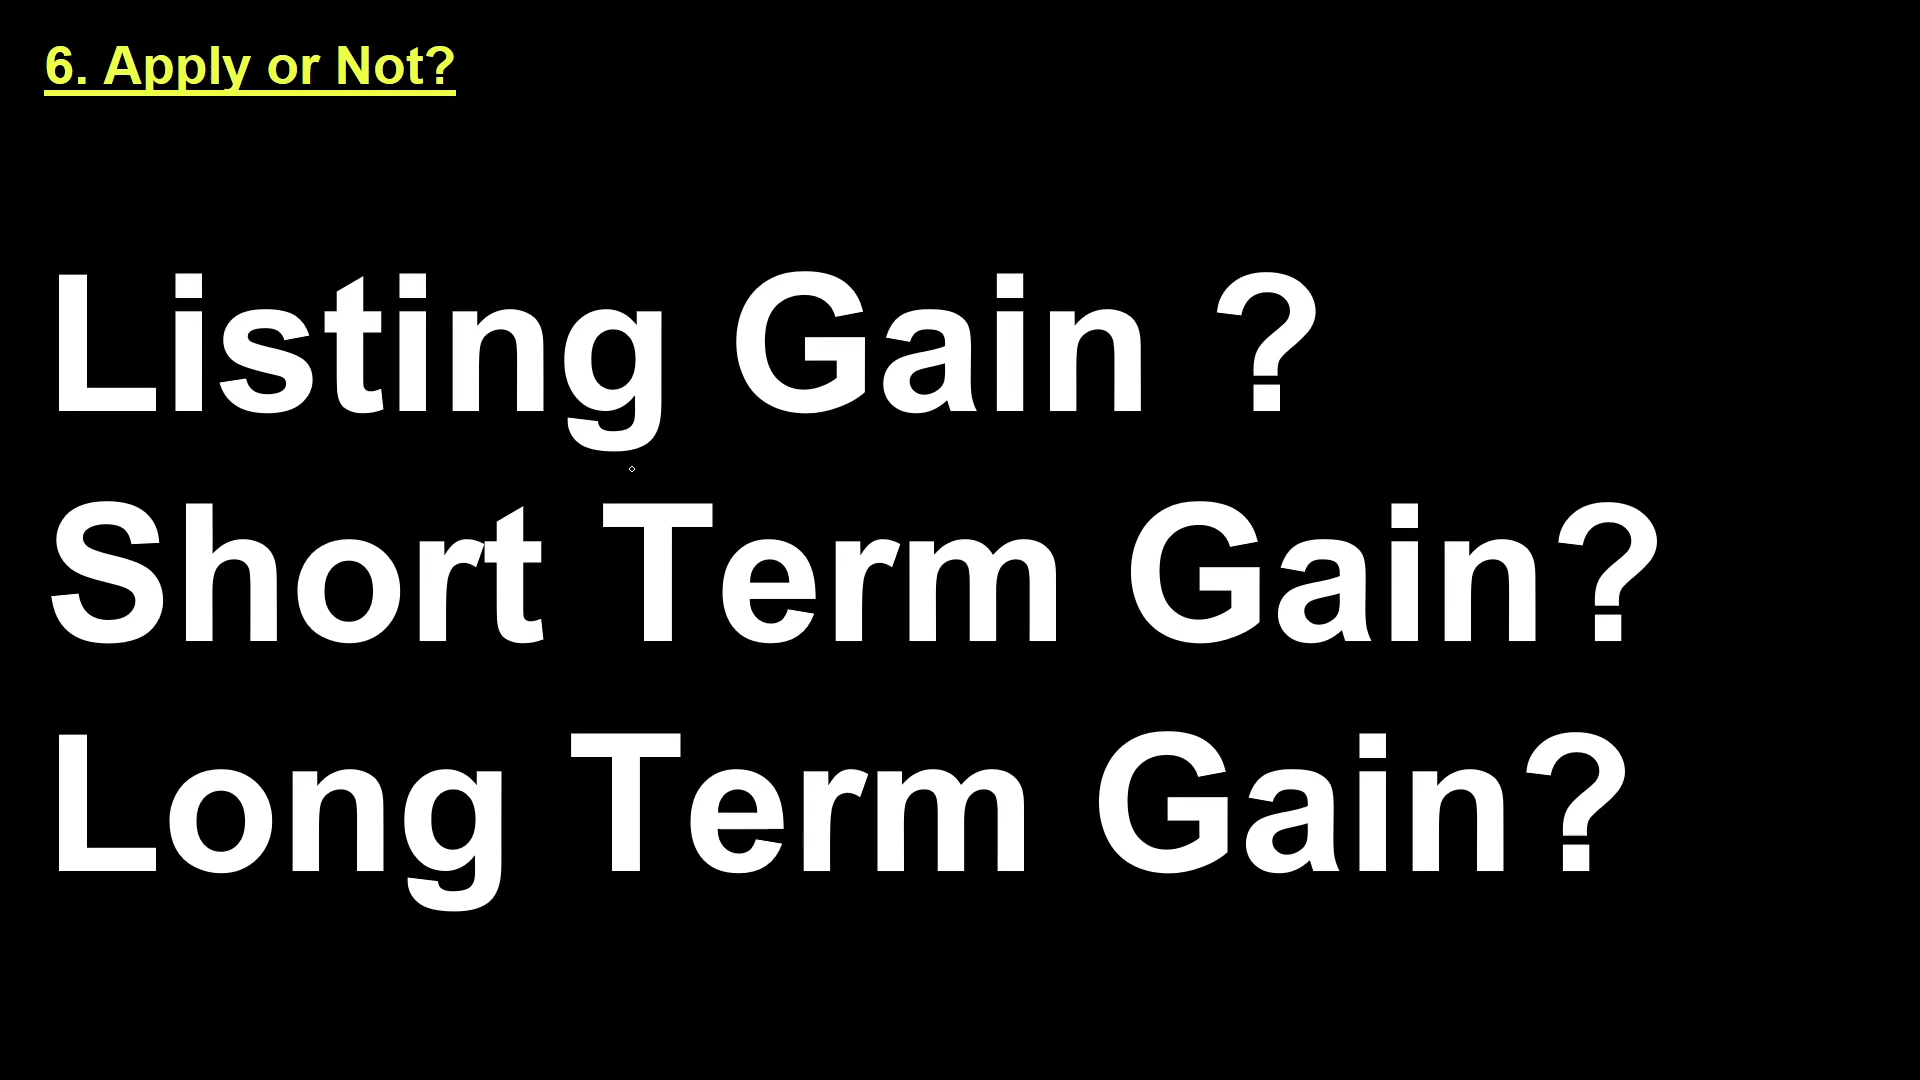 6. Apply or Not?
Listing Gain ?
Short Term Gain?
Long Term Gain?